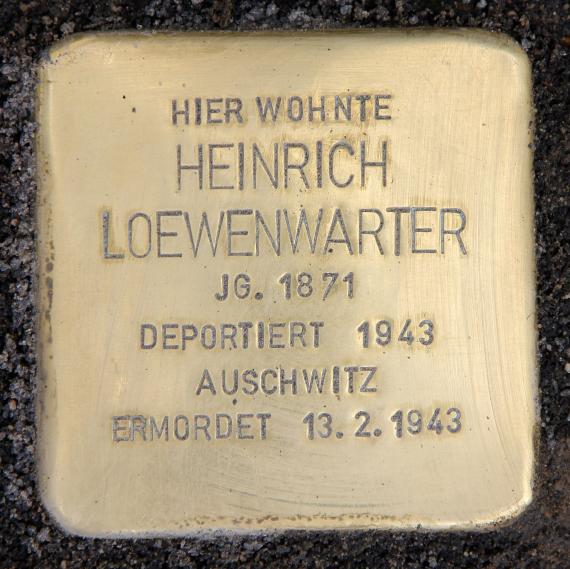 HIER WOHNTE
HEINRICH
LOEWENWARTER
JG. 1871
DEPORTIERT 1943
AUSCHWITZ
ERMORDET 13.2.1943